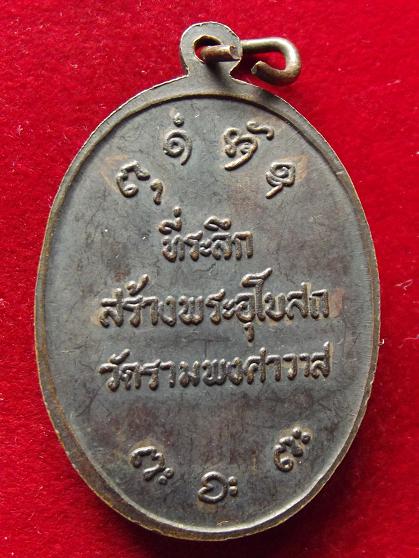 ที่ระลึก
สร้างพระอุโบสถ
วัดรามพงศาวาส